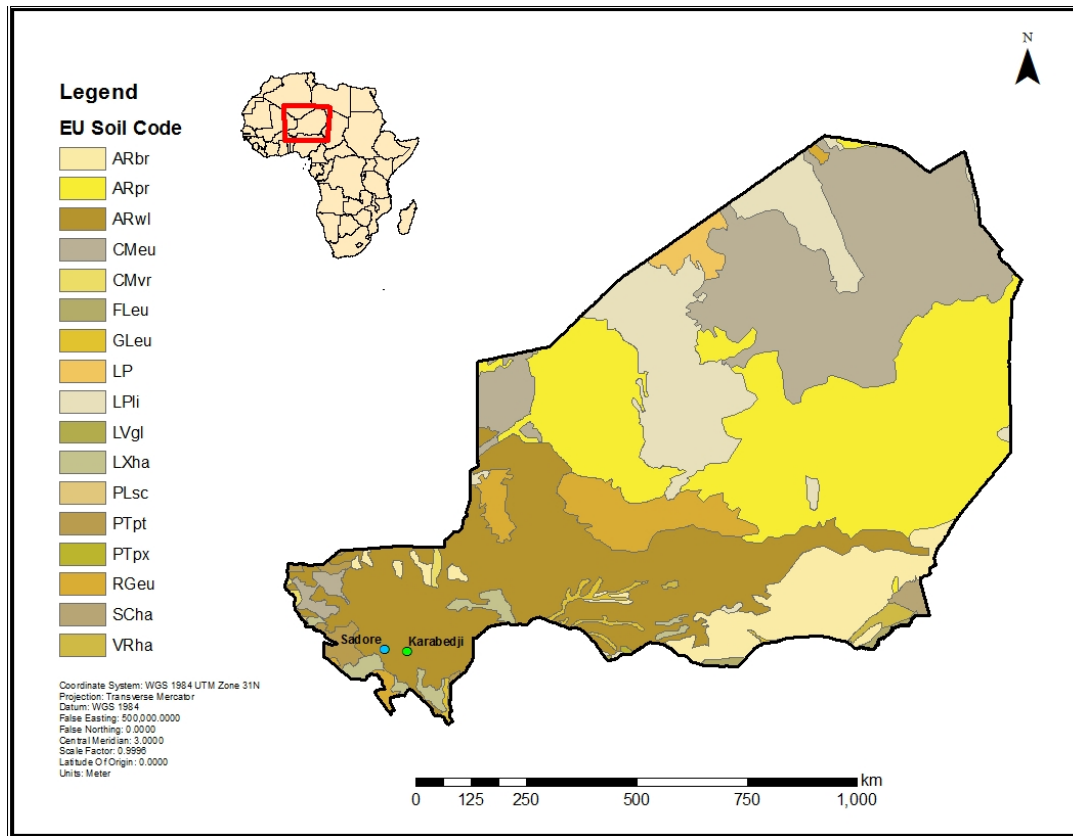 N
Legend
EU Soil Code
ARbr
ARpr
ARwl
CMeu
CMvr
FLeu
GLeu
LP
LPli
LVgl
LXha
PLsc
PTpt
PTpx
RGeu
SCha
VRha
Sadore
Karabedji
Coordinate System: WGS 1984 UTM Zone 31N
Projection: Transverse Mercator
Datum: WGS 1984
False Easting: 500,000.0000
False Northing: 0.0000
Central Meridian: 3.0000
Scale Factor: 0.9996
Latitude Of Origin: 0.0000
Units: Meter
km
0 125 250 500 750 1,000